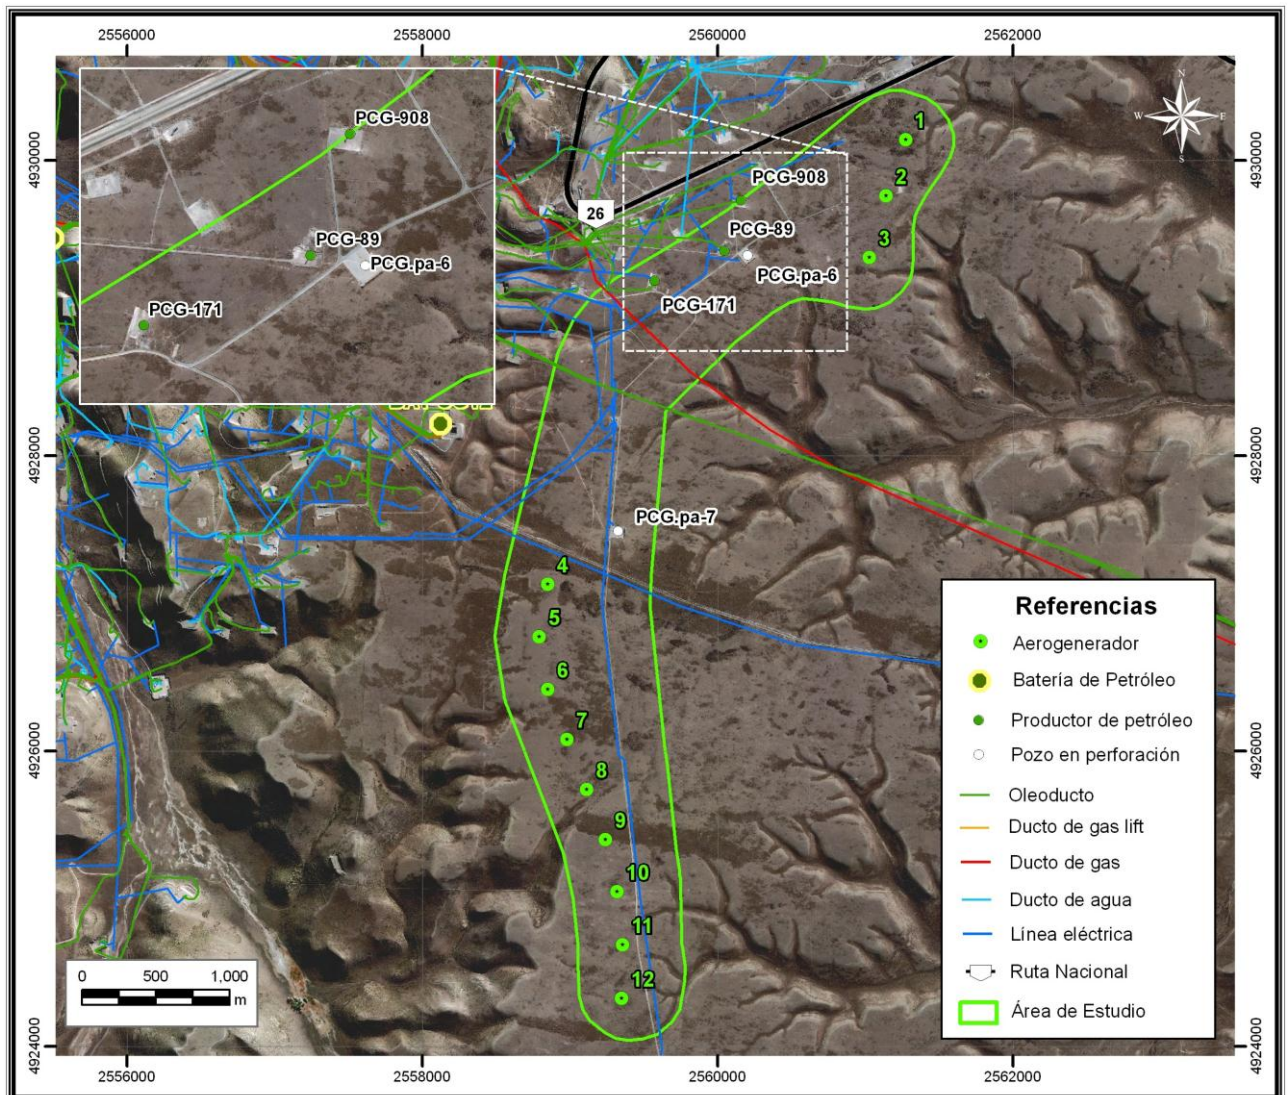 2556000
2558000
2560000
2562000
4930000
4930000
4928000
4928000
4926000
4926000
4924000
4924000
PCG-908
PCG-89
PCG.pa-6
PCG-171
N
W
E
S
1
2
3
PCG-908
26
PCG-89
PCG.pa-6
PCG-171
PCG.pa-7
4
5
6
7
8
9
10
11
12
Referencias
Aerogenerador
Batería de Petróleo
Productor de petróleo
Pozo en perforación
Oleoducto
Ducto de gas lift
Ducto de gas
Ducto de agua
Línea eléctrica
Ruta Nacional
Área de Estudio
0 500 1,000
m
2556000
2558000
2560000
2562000